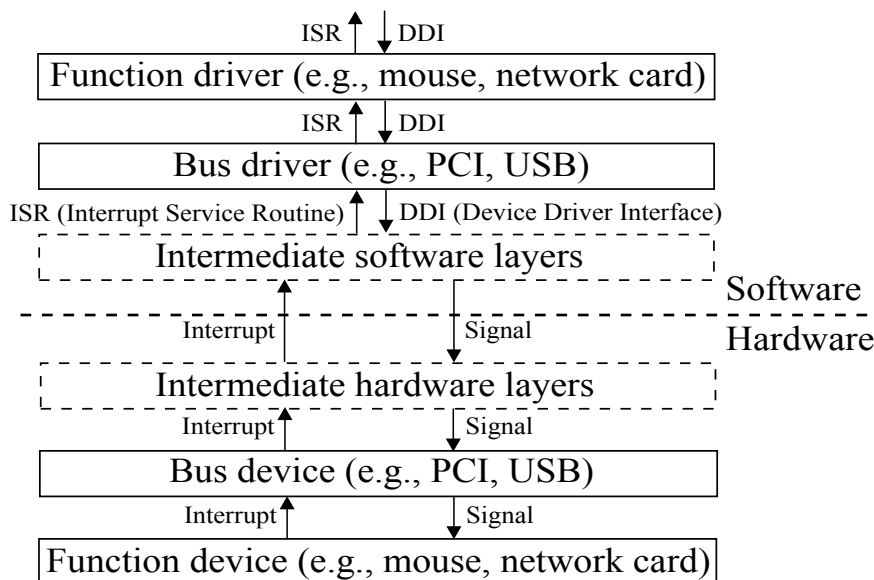 ISR DDI
Function driver (e.g., mouse, network card)
ISR DDI
Bus driver (e.g., PCI, USB)
ISR (Interrupt Service Routine) DDI (Device Driver Interface)
Intermediate software layers
Software
Interrupt Signal
Hardware
Intermediate hardware layers
Interrupt Signal
Bus device (e.g., PCI, USB)
Interrupt Signal
Function device (e.g., mouse, network card)